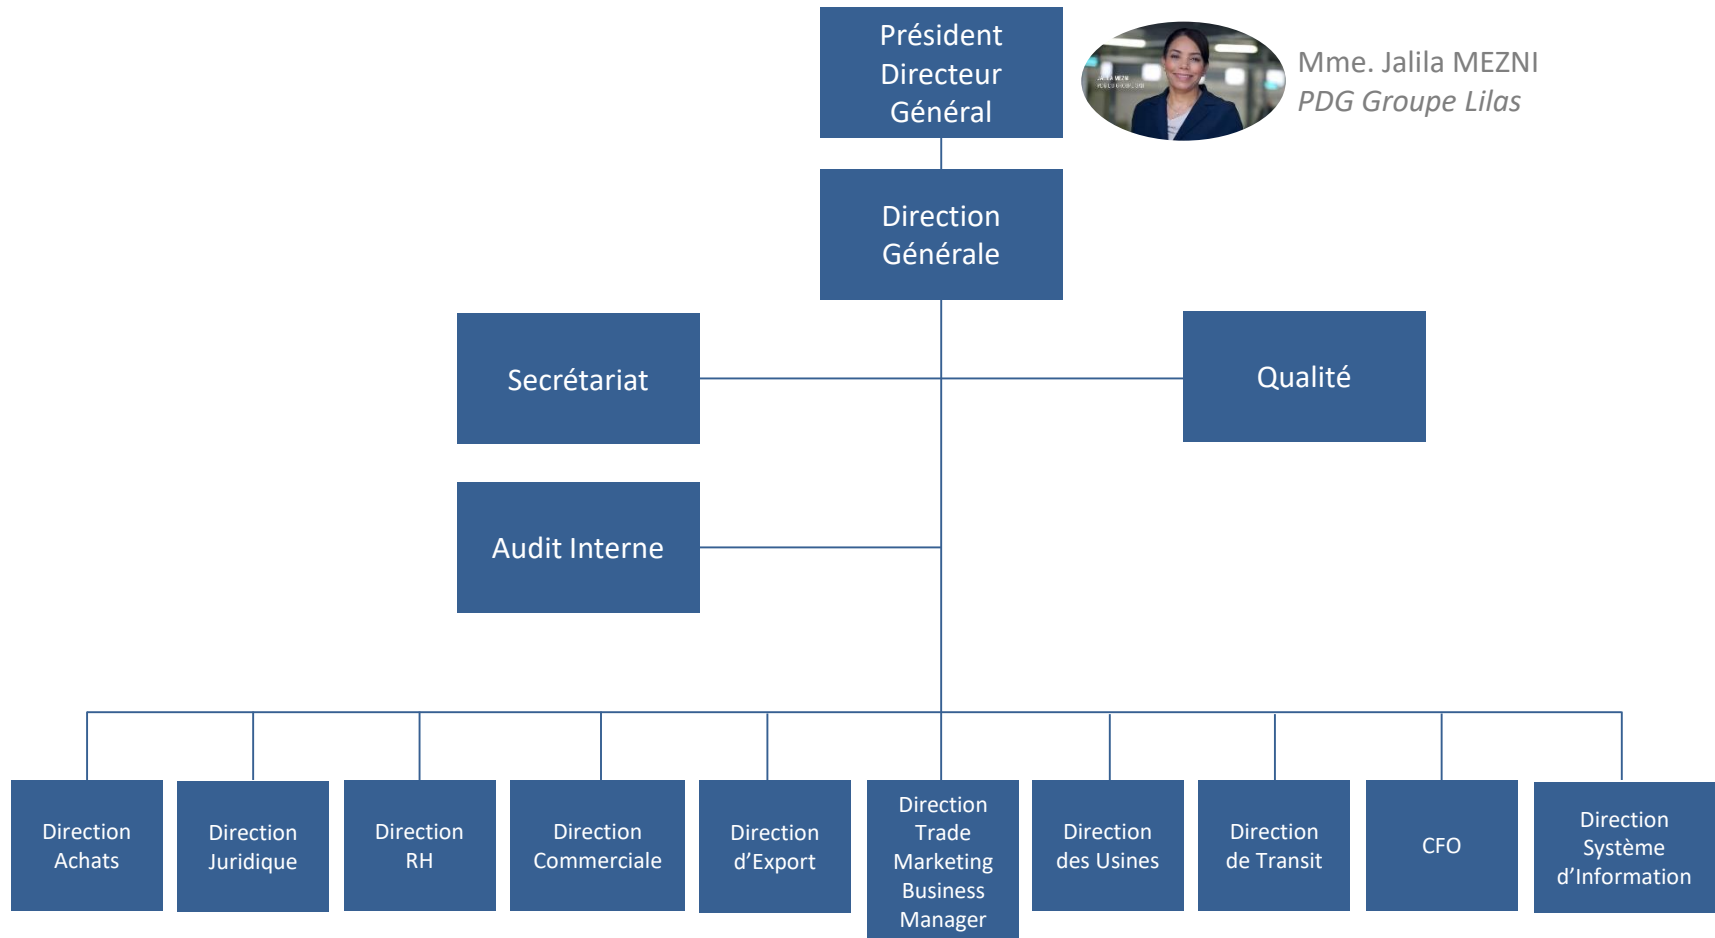 Président
Directeur
Général
JALILA MEZNI
Mme. Jalila MEZNI
PDG Groupe Lilas
Direction
Générale
Secrétariat
Qualité
Audit Interne
Direction
Achats
Direction
Juridique
Direction
RH
Direction
Commerciale
Direction
d’Export
Direction
Trade
Marketing
Business
Manager
Direction
des Usines
Direction
de Transit
CFO
Direction
Système
d’Information